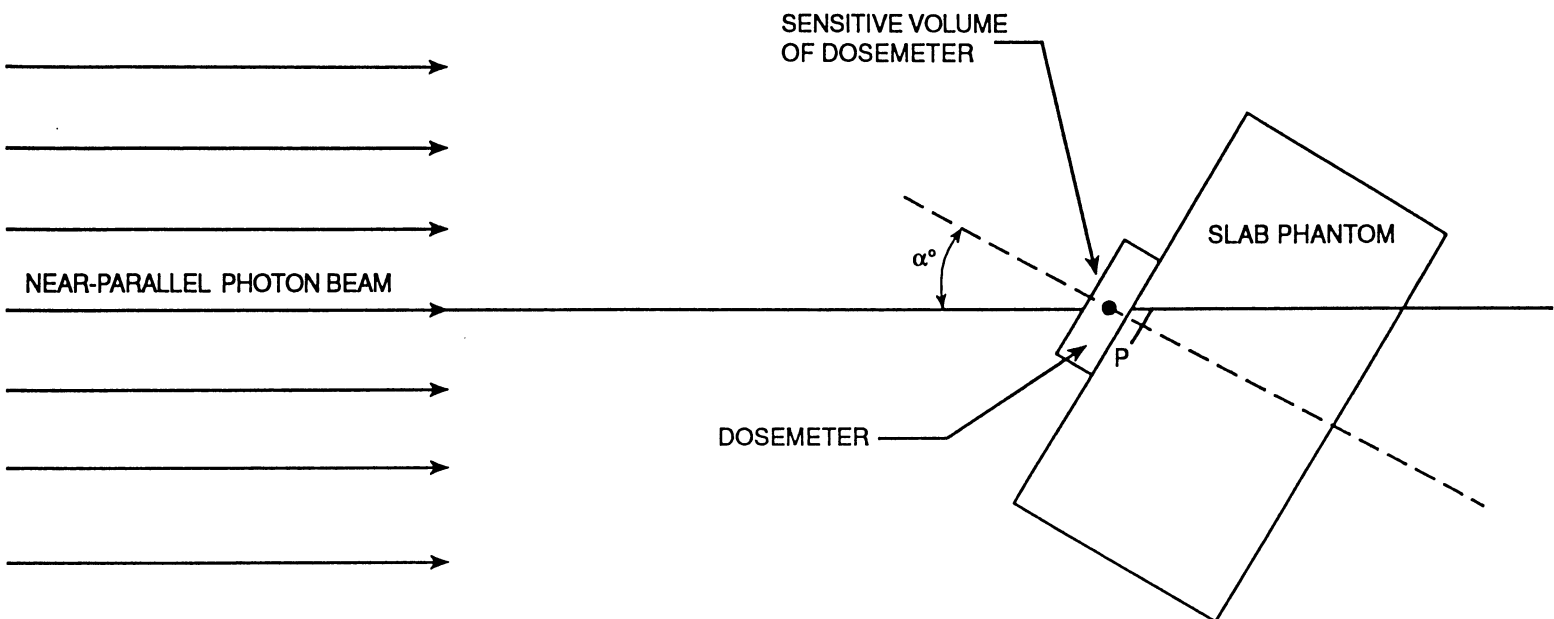 SENSITIVE VOLUME
OF DOSEMETER
SLAB PHANTOM
α°
NEAR-PARALLEL PHOTON BEAM
P
DOSEMETER